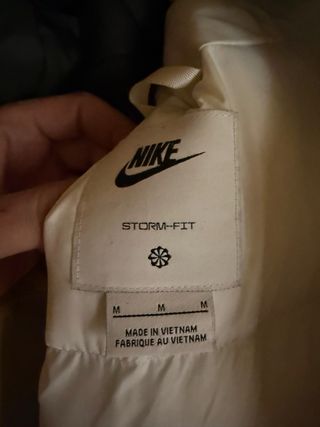 NIKE
STORM-FIT
M M M
MADE IN VIETNAM
FABRIQUE AU VIETNAM